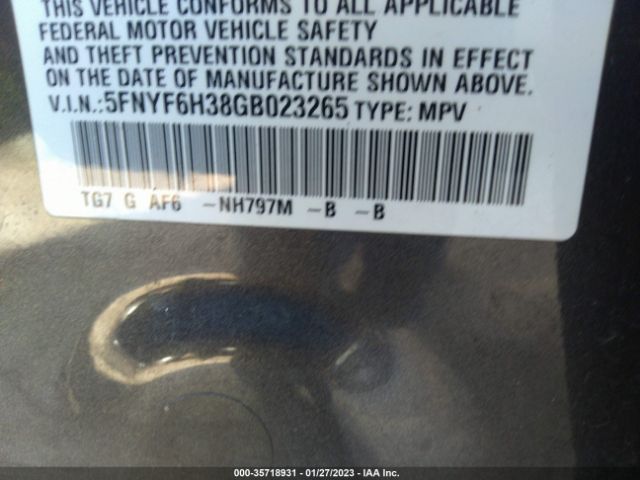 THIS VEHICLE CONFORMS TO ALL APPLICABLE
FEDERAL MOTOR VEHICLE SAFETY
AND THEFT PREVENTION STANDARDS IN EFFECT
ON THE DATE OF MANUFACTURE SHOWN ABOVE.
V.I.N.:5FNYF6H38GB023265 TYPE: MPV
TG7 G AF6 -NH797M -B -B
000-35718931 - 01/27/2023 - IAA Inc.